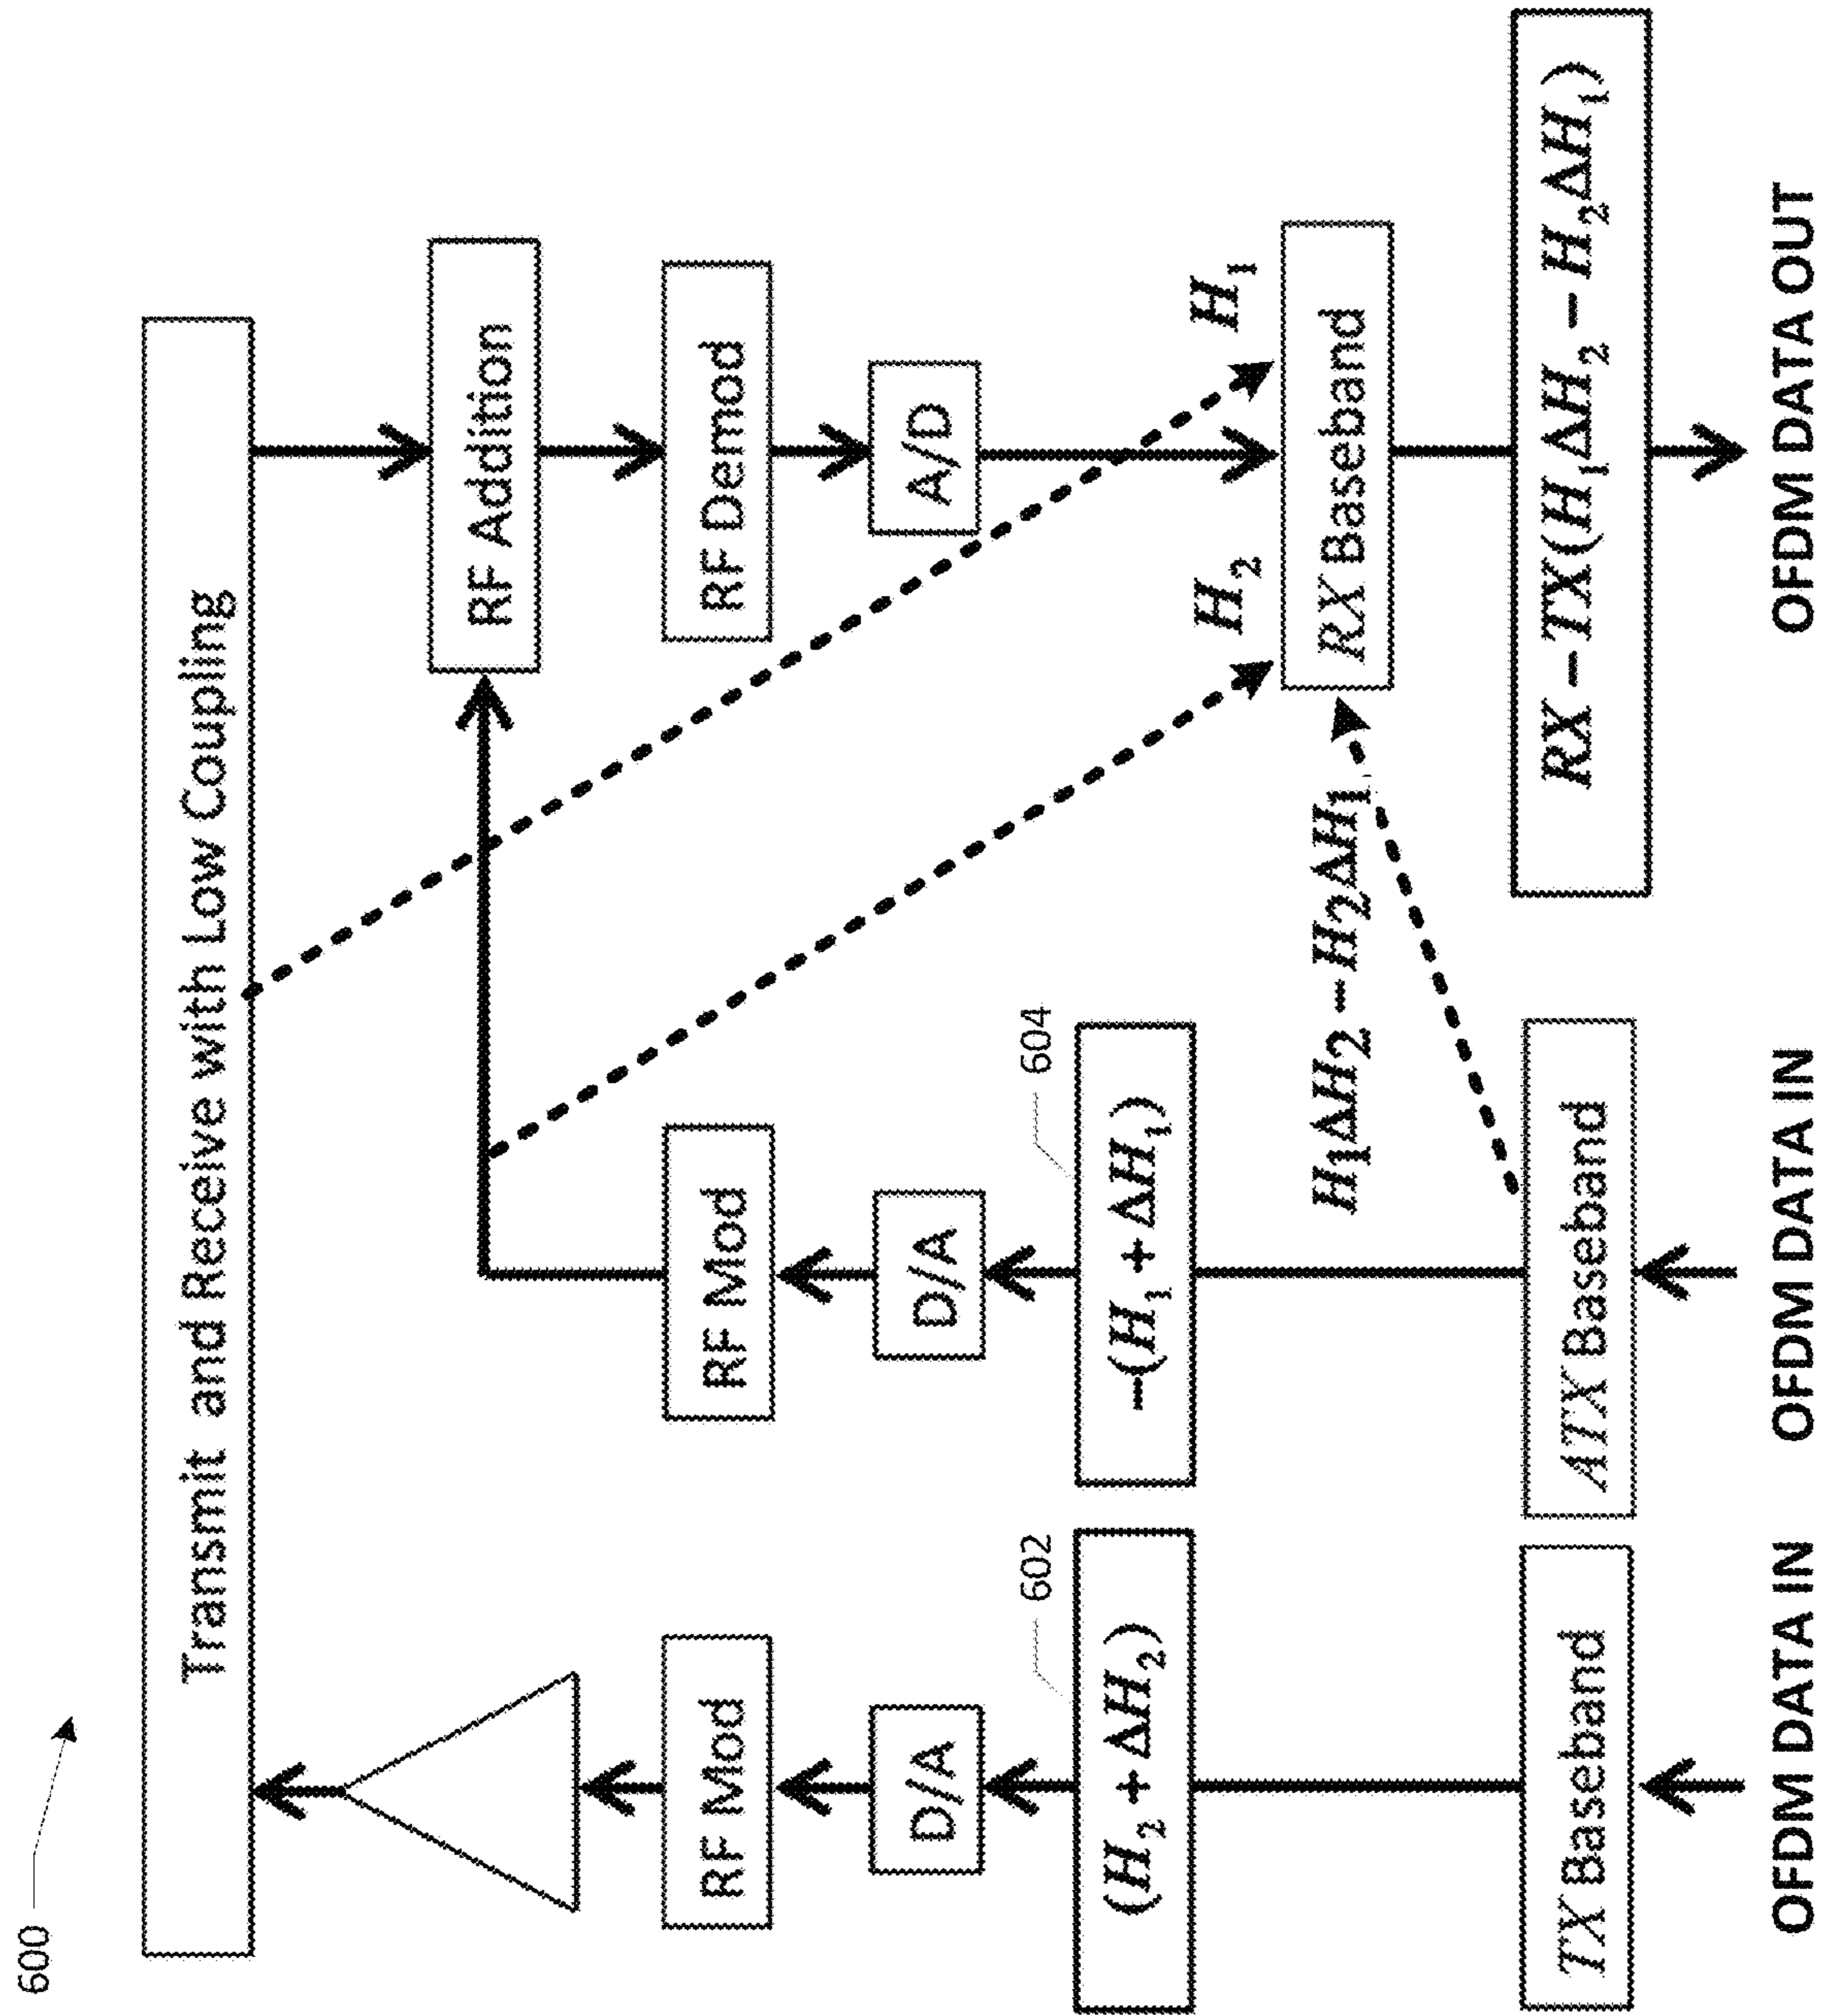 600
Transmit and Receive with Low Coupling
RF Addition
RF Mod
RF Mod
RF Demod
D/A
D/A
A/D
602
604
(H₂ + ΔH₂)
−(H₁ + ΔH₁)
H₂
H₁
H₁ΔH₂ − H₂ΔH₁
RX Baseband
TX Baseband
ATX Baseband
RX − TX(H₁ΔH₂ − H₂ΔH₁)
OFDM DATA IN
OFDM DATA IN
OFDM DATA OUT